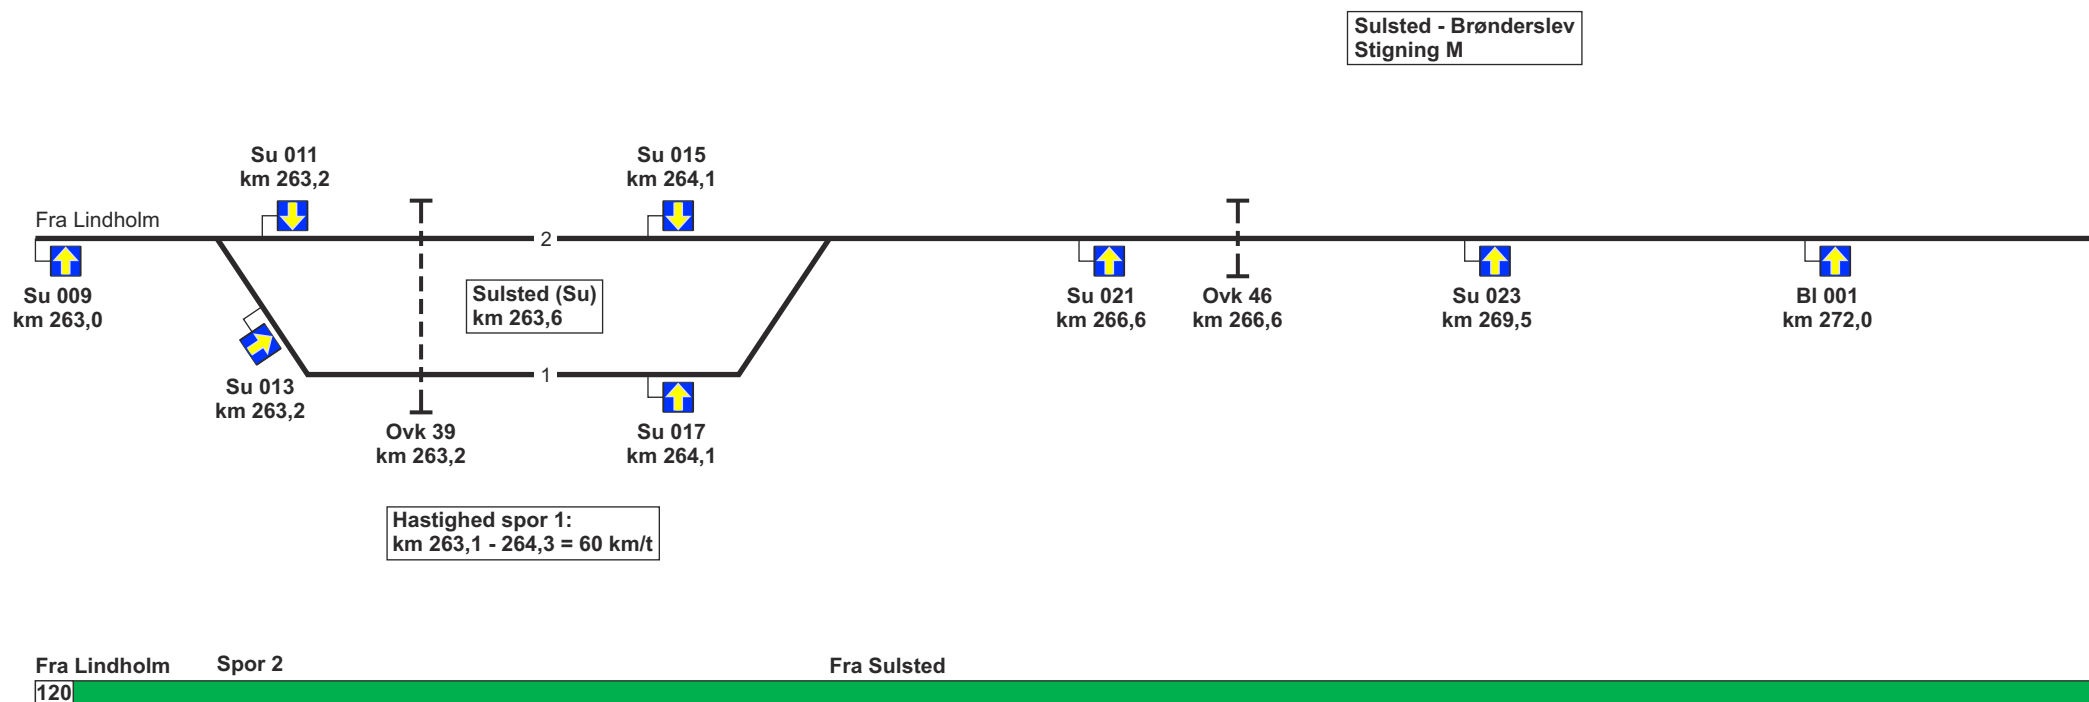 Sulsted - Brønderslev
Stigning M
Su 011
km 263,2
Su 015
km 264,1
Fra Lindholm
2
Su 009
km 263,0
Sulsted (Su)
km 263,6
Su 021
km 266,6
Ovk 46
km 266,6
Su 023
km 269,5
Bl 001
km 272,0
1
Su 013
km 263,2
Ovk 39
km 263,2
Su 017
km 264,1
Hastighed spor 1:
km 263,1 - 264,3 = 60 km/t
Fra Lindholm
Spor 2
Fra Sulsted
120